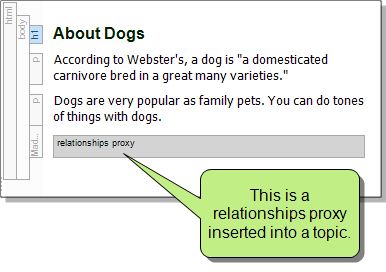 html
body
h1
About Dogs
p
According to Webster's, a dog is "a domesticated
carnivore bred in a great many varieties."
p
Dogs are very popular as family pets. You can do tones
of things with dogs.
Mad...
relationships proxy
This is a
relationships proxy
inserted into a topic.